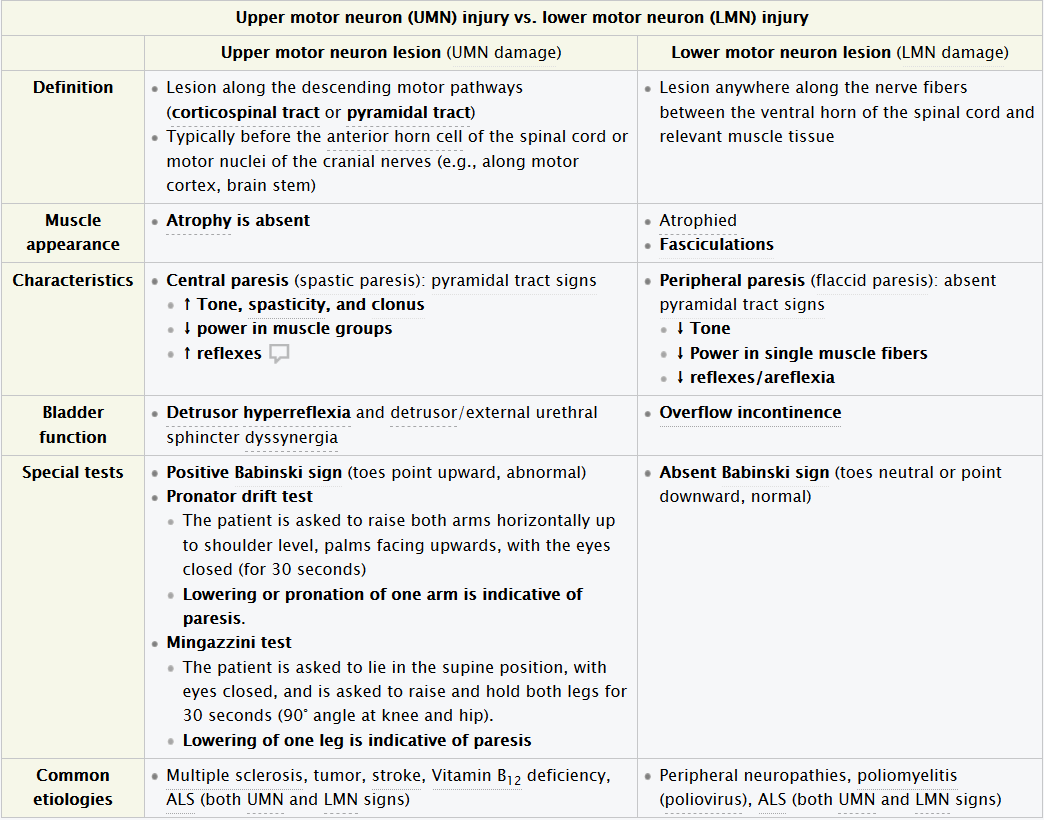 Upper motor neuron (UMN) injury vs. lower motor neuron (LMN) injury
Upper motor neuron lesion (UMN damage)
Lower motor neuron lesion (LMN damage)
Definition
Lesion along the descending motor pathways
(corticospinal tract or pyramidal tract)
Typically before the anterior horn cell of the spinal cord or
motor nuclei of the cranial nerves (e.g., along motor
cortex, brain stem)
Lesion anywhere along the nerve fibers
between the ventral horn of the spinal cord and
relevant muscle tissue
Muscle
appearance
Atrophy is absent
Atrophied
Fasciculations
Characteristics
Central paresis (spastic paresis): pyramidal tract signs
↑ Tone, spasticity, and clonus
↓ power in muscle groups
↑ reflexes
Peripheral paresis (flaccid paresis): absent
pyramidal tract signs
↓ Tone
↓ Power in single muscle fibers
↓ reflexes/areflexia
Bladder
function
Detrusor hyperreflexia and detrusor/external urethral
sphincter dyssynergia
Overflow incontinence
Special tests
Positive Babinski sign (toes point upward, abnormal)
Pronator drift test
The patient is asked to raise both arms horizontally up
to shoulder level, palms facing upwards, with the eyes
closed (for 30 seconds)
Lowering or pronation of one arm is indicative of
paresis.
Mingazzini test
The patient is asked to lie in the supine position, with
eyes closed, and is asked to raise and hold both legs for
30 seconds (90° angle at knee and hip).
Lowering of one leg is indicative of paresis
Absent Babinski sign (toes neutral or point
downward, normal)
Common
etiologies
Multiple sclerosis, tumor, stroke, Vitamin B12 deficiency,
ALS (both UMN and LMN signs)
Peripheral neuropathies, poliomyelitis
(poliovirus), ALS (both UMN and LMN signs)